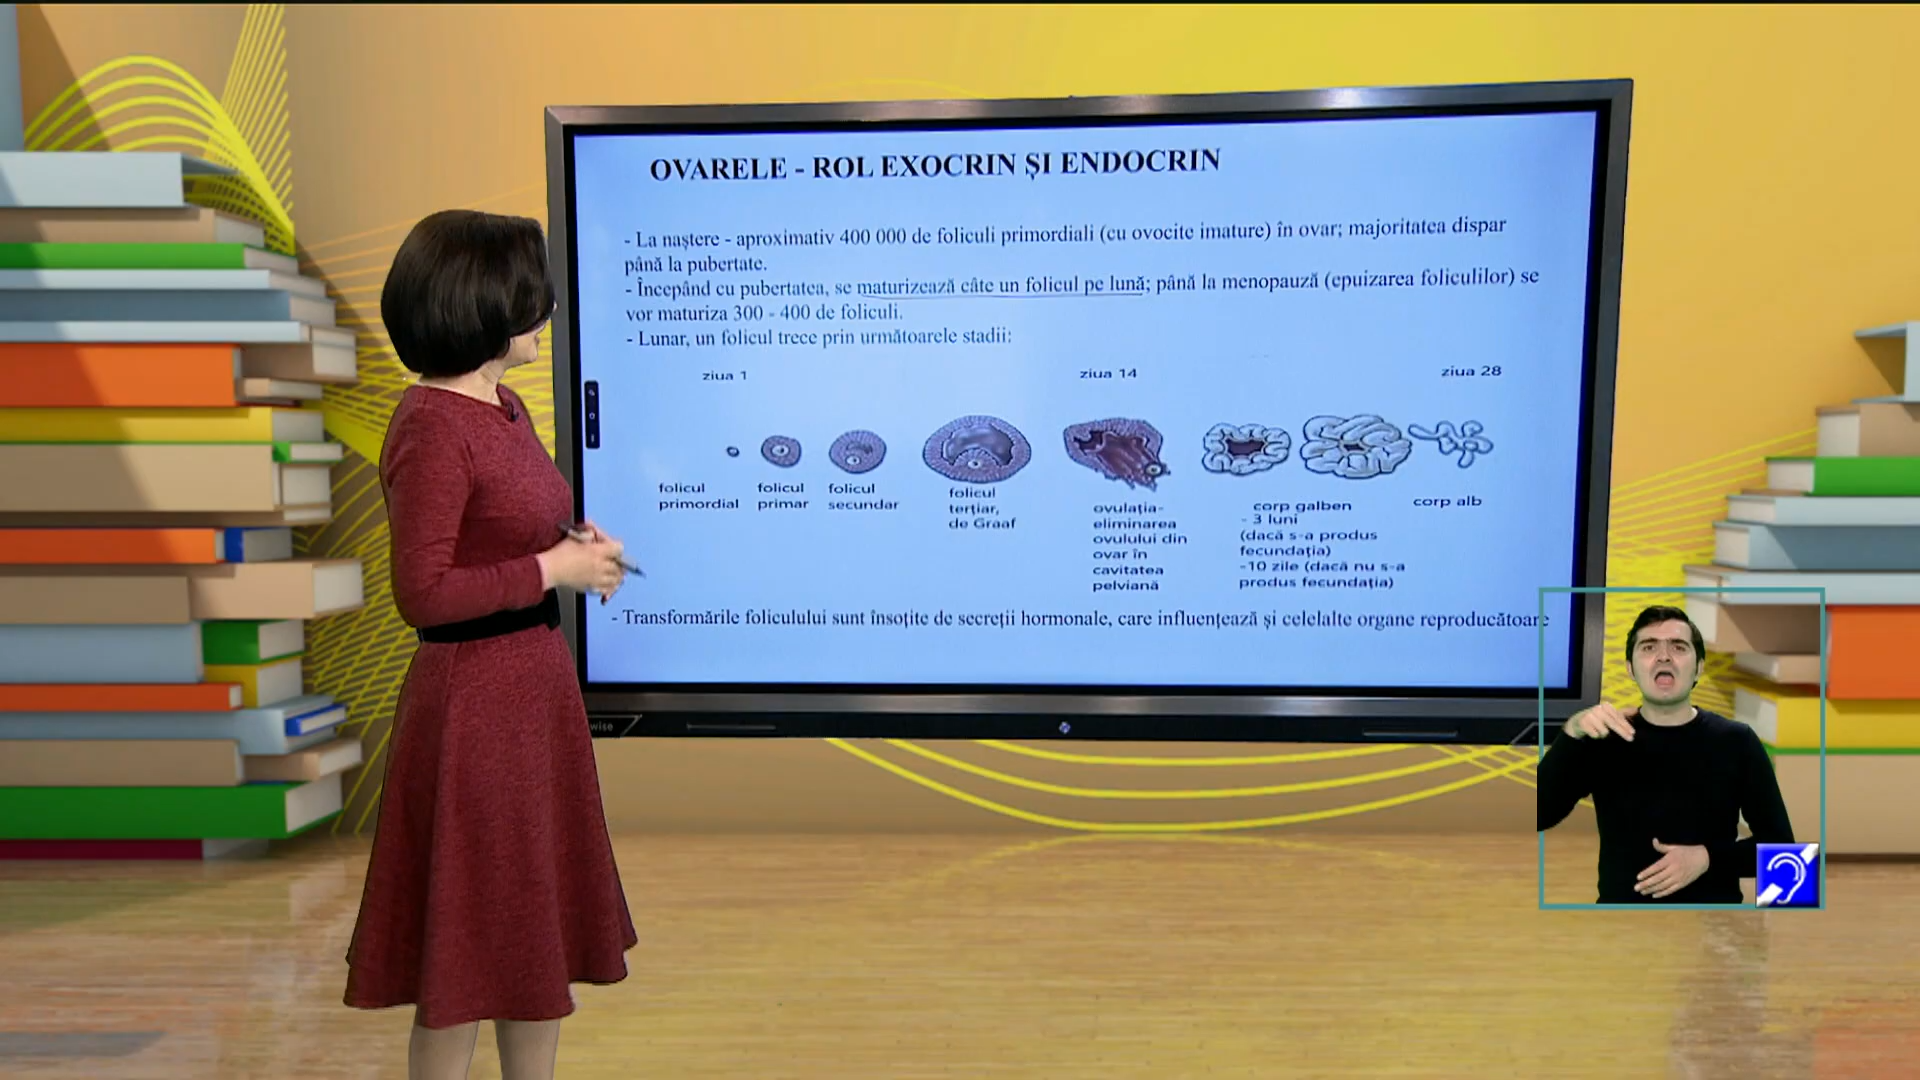 OVARELE - ROL EXOCRIN ȘI ENDOCRIN
- La naștere - aproximativ 400 000 de foliculi primordiali (cu ovocite imature) în ovar; majoritatea dispar
până la pubertate.
- Începând cu pubertatea, se maturizează câte un folicul pe lună; până la menopauză (epuizarea foliculilor) se
vor maturiza 300 - 400 de foliculi.
- Lunar, un folicul trece prin următoarele stadii:
ziua 1
ziua 14
ziua 28
folicul
primordial
folicul
primar
folicul
secundar
folicul
terțiar,
de Graaf
ovulația-
eliminarea
ovulului din
ovar în
cavitatea
pelviană
corp galben
- 3 luni
(dacă s-a produs
fecundația)
-10 zile (dacă nu s-a
produs fecundația)
corp alb
- Transformările foliculului sunt însoțite de secreții hormonale, care influențează și celelalte organe reproducătoare
wise